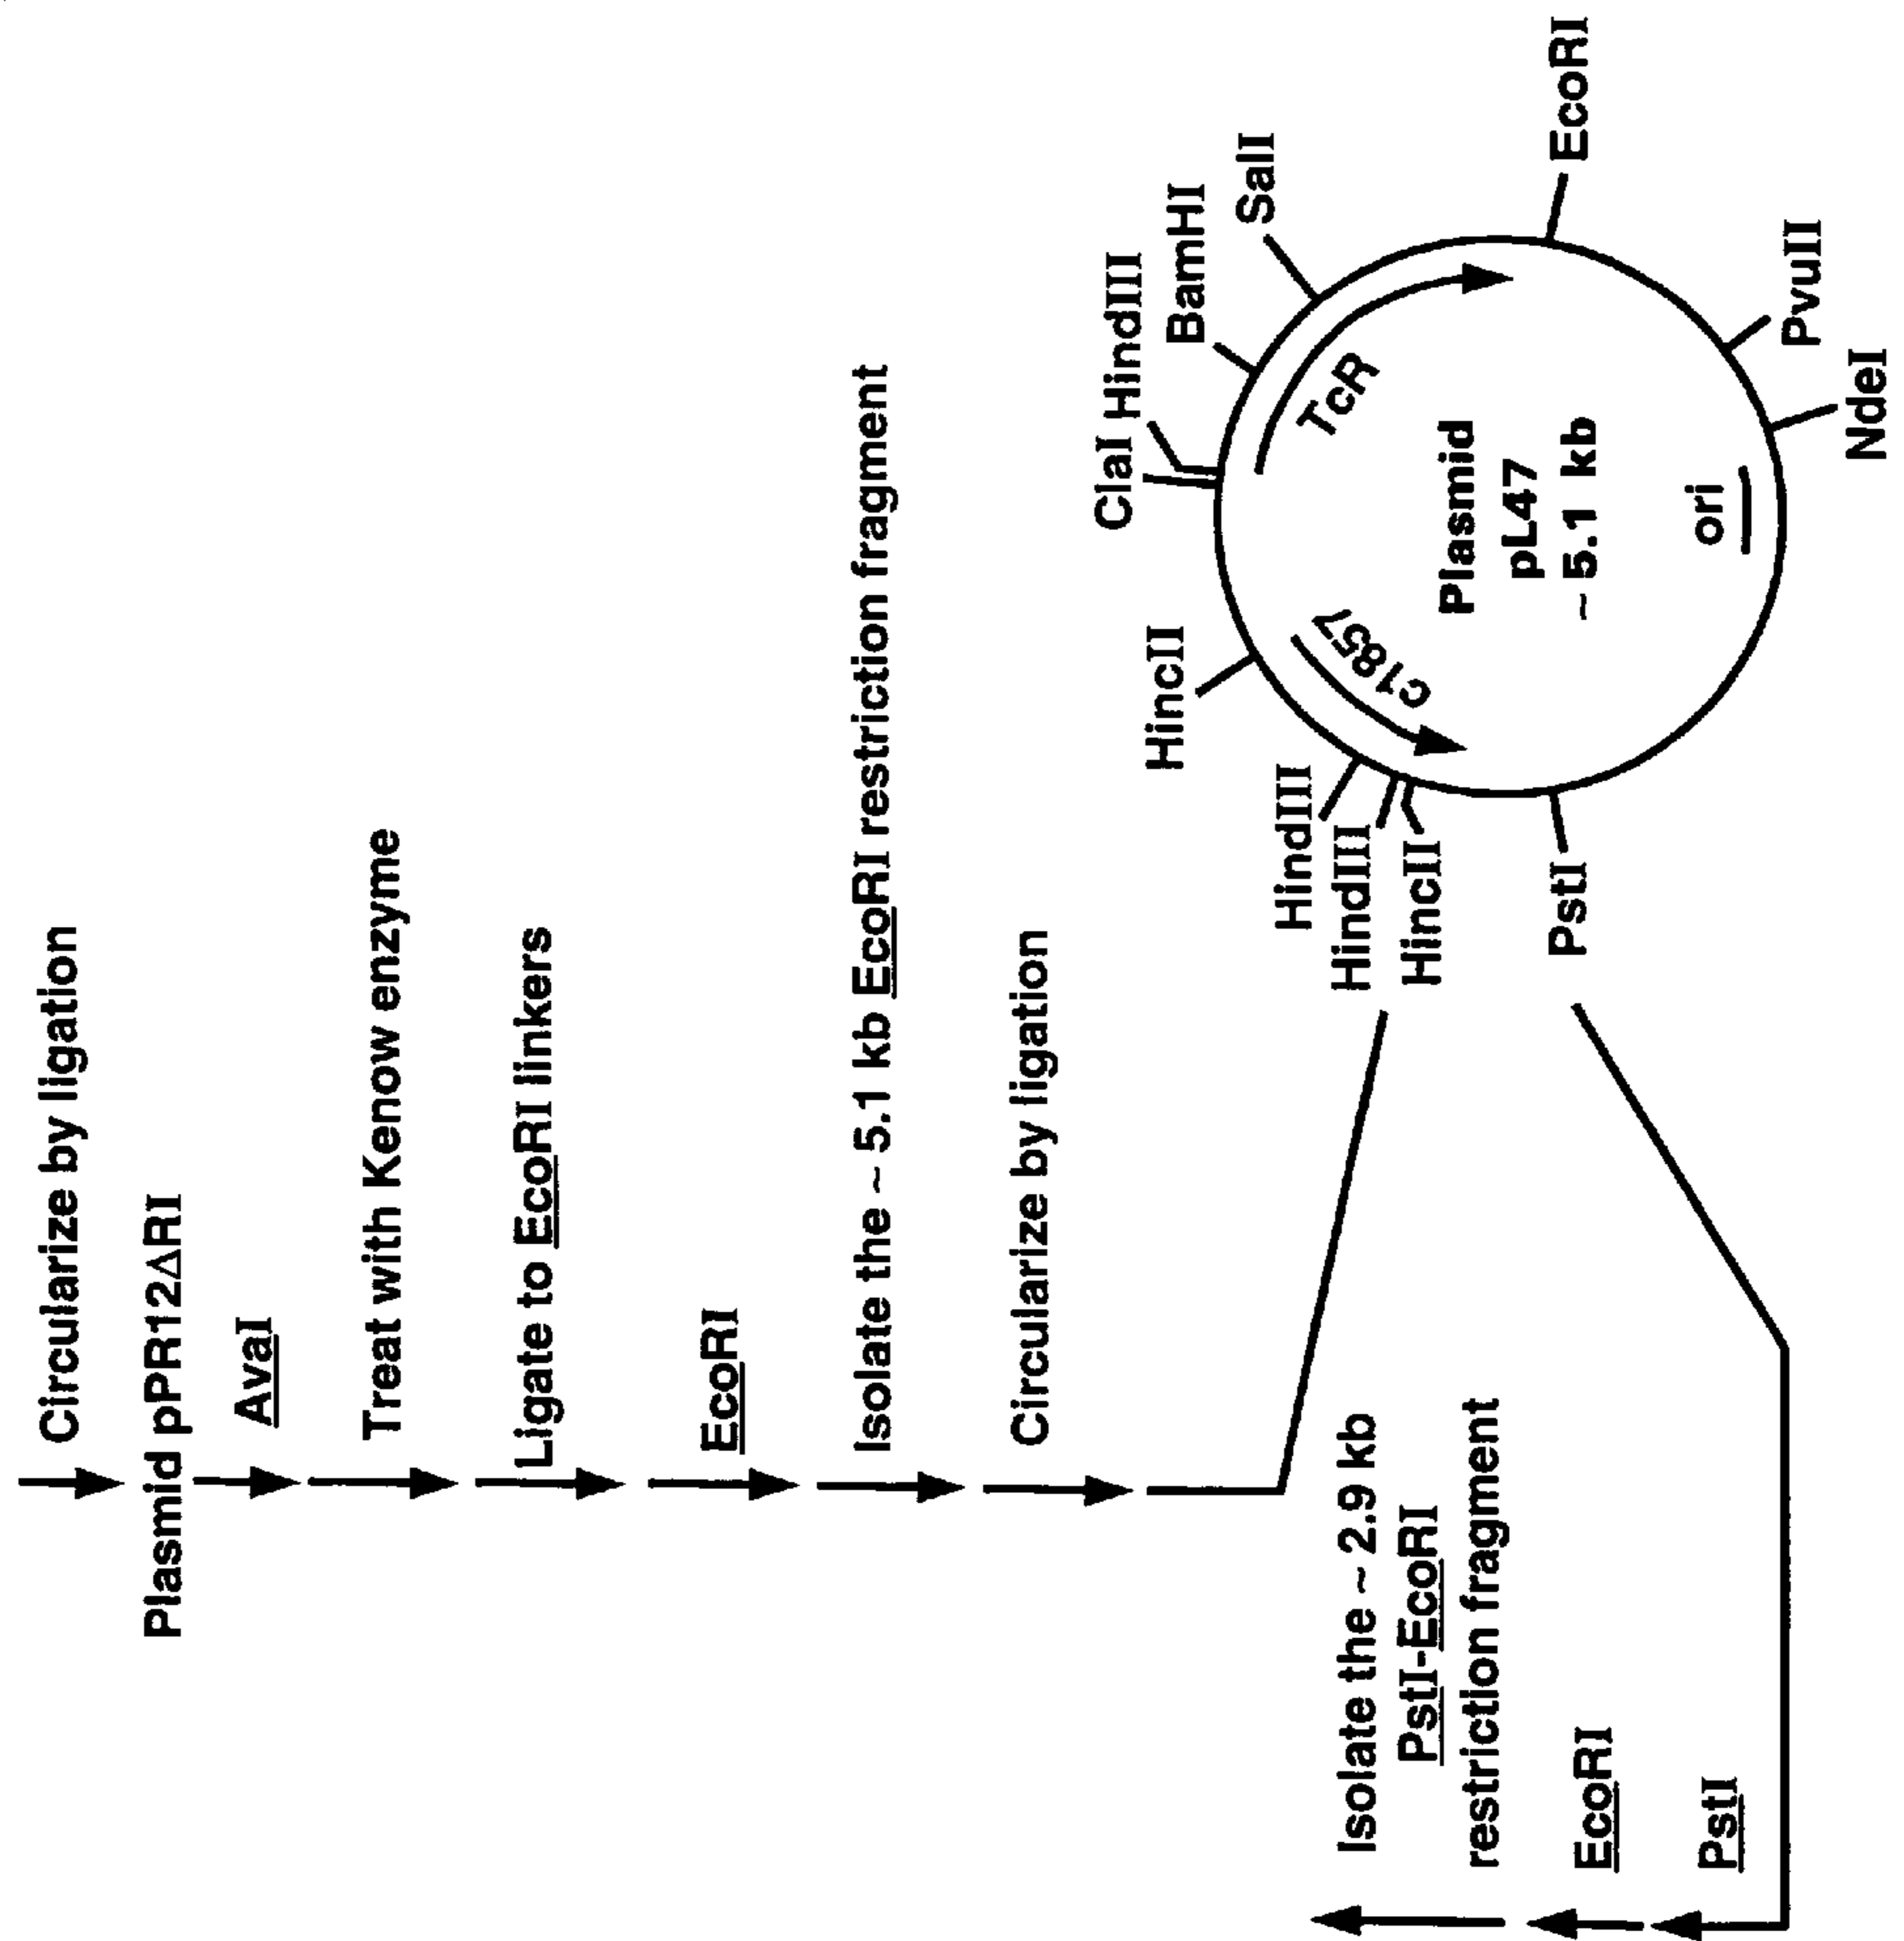 Circularize by ligation
Plasmid pPR12ΔRI
AvaI
Treat with Kenow enzyme
Ligate to EcoRI linkers
EcoRI
Isolate the ~ 5.1 kb EcoRI restriction fragment
Circularize by ligation
Isolate the ~ 2.9 kb
PstI-EcoRI
restriction fragment
EcoRI
PstI
ClaI
HindIII
BamHI
SalI
EcoRI
PvuII
NdeI
HincII
HindIII
HindIII
HincII
PstI
c1857
TcR
Plasmid
pL47
~ 5.1 kb
ori